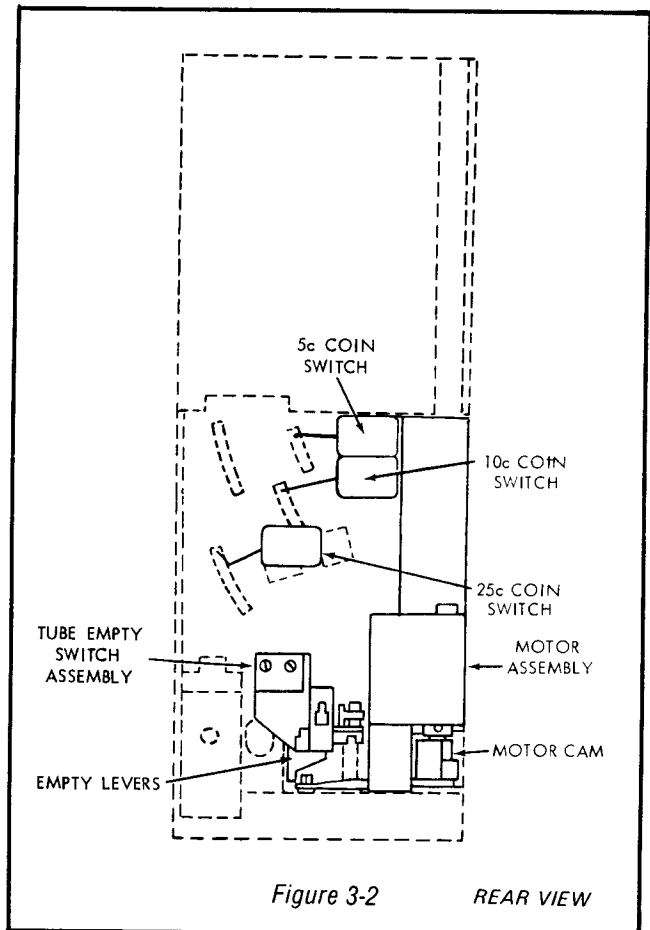 5c COIN
SWITCH
10c COIN
SWITCH
25c COIN
SWITCH
TUBE EMPTY
SWITCH
ASSEMBLY
MOTOR
ASSEMBLY
MOTOR CAM
EMPTY LEVERS
Figure 3-2 REAR VIEW